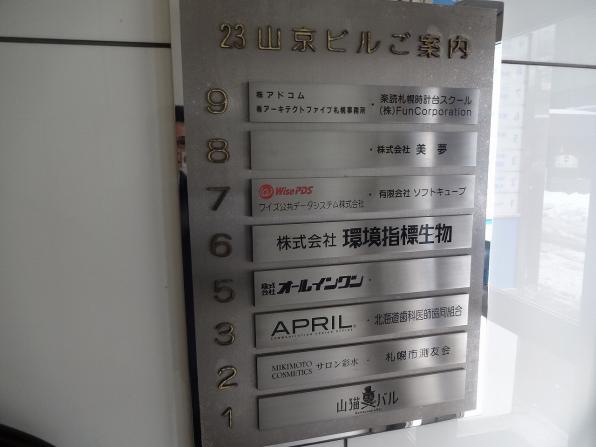 23山京ビルご案内
9
株アドコム
株アーキテクトファイブ札幌事務所
・楽読札幌時計台スクール
(株)FunCorporation
8
・株式会社 美 夢
7
WisePDS
ワイズ公共データシステム株式会社
・有限会社 ソフトキューブ
6
株式会社 環境指標生物
5
株式会社 オールインワン ・
3
APRIL
・北海道歯科医師協同組合
2
MIKIMOTO COSMETICS サロン彩水 ・ 札幌市測友会
1
山猫バル